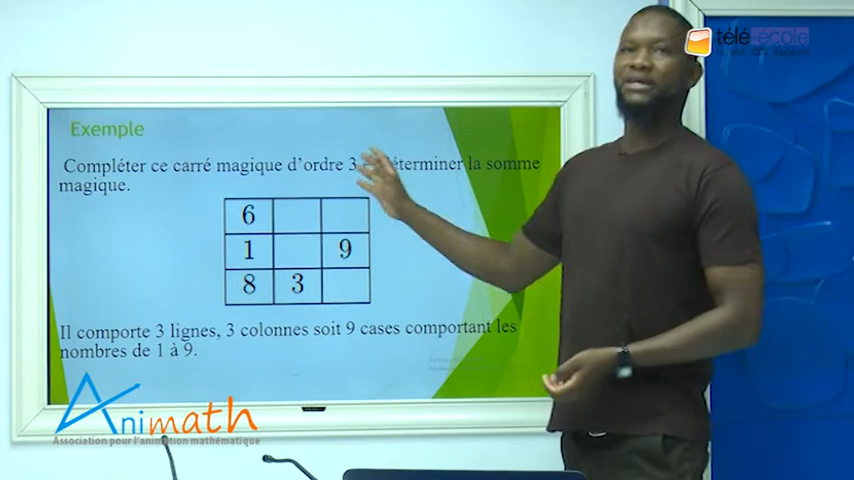 télé-école
Exemple
Compléter ce carré magique d'ordre 3 déterminer la somme
magique.
6
1 9
8 3
Il comporte 3 lignes, 3 colonnes soit 9 cases comportant les
nombres de 1 à 9.
Animath
Association pour l'animation mathématique